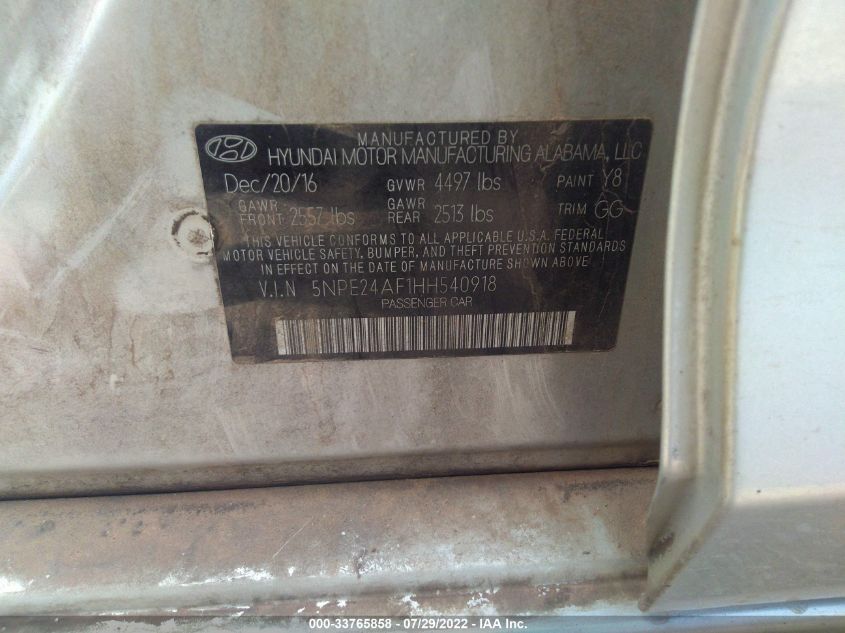 MANUFACTURED BY
HYUNDAI MOTOR MANUFACTURING ALABAMA, LLC
Dec/20/16 GVWR 4497 lbs PAINT Y8
GAWR FRONT 2557 lbs GAWR REAR 2513 lbs TRIM GG
THIS VEHICLE CONFORMS TO ALL APPLICABLE U.S.A. FEDERAL
MOTOR VEHICLE SAFETY, BUMPER, AND THEFT PREVENTION STANDARDS
IN EFFECT ON THE DATE OF MANUFACTURE SHOWN ABOVE
V.I.N 5NPE24AF1HH540918
PASSENGER CAR
000-33765858 - 07/29/2022 - IAA Inc.